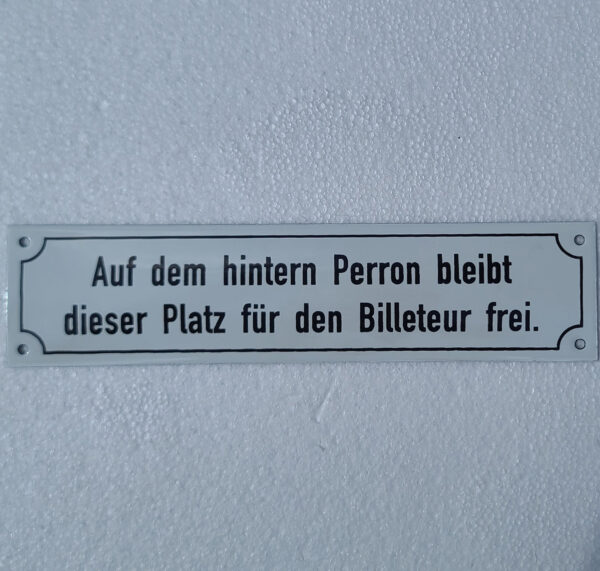 Auf dem hintern Perron bleibt
dieser Platz für den Billeteur frei.